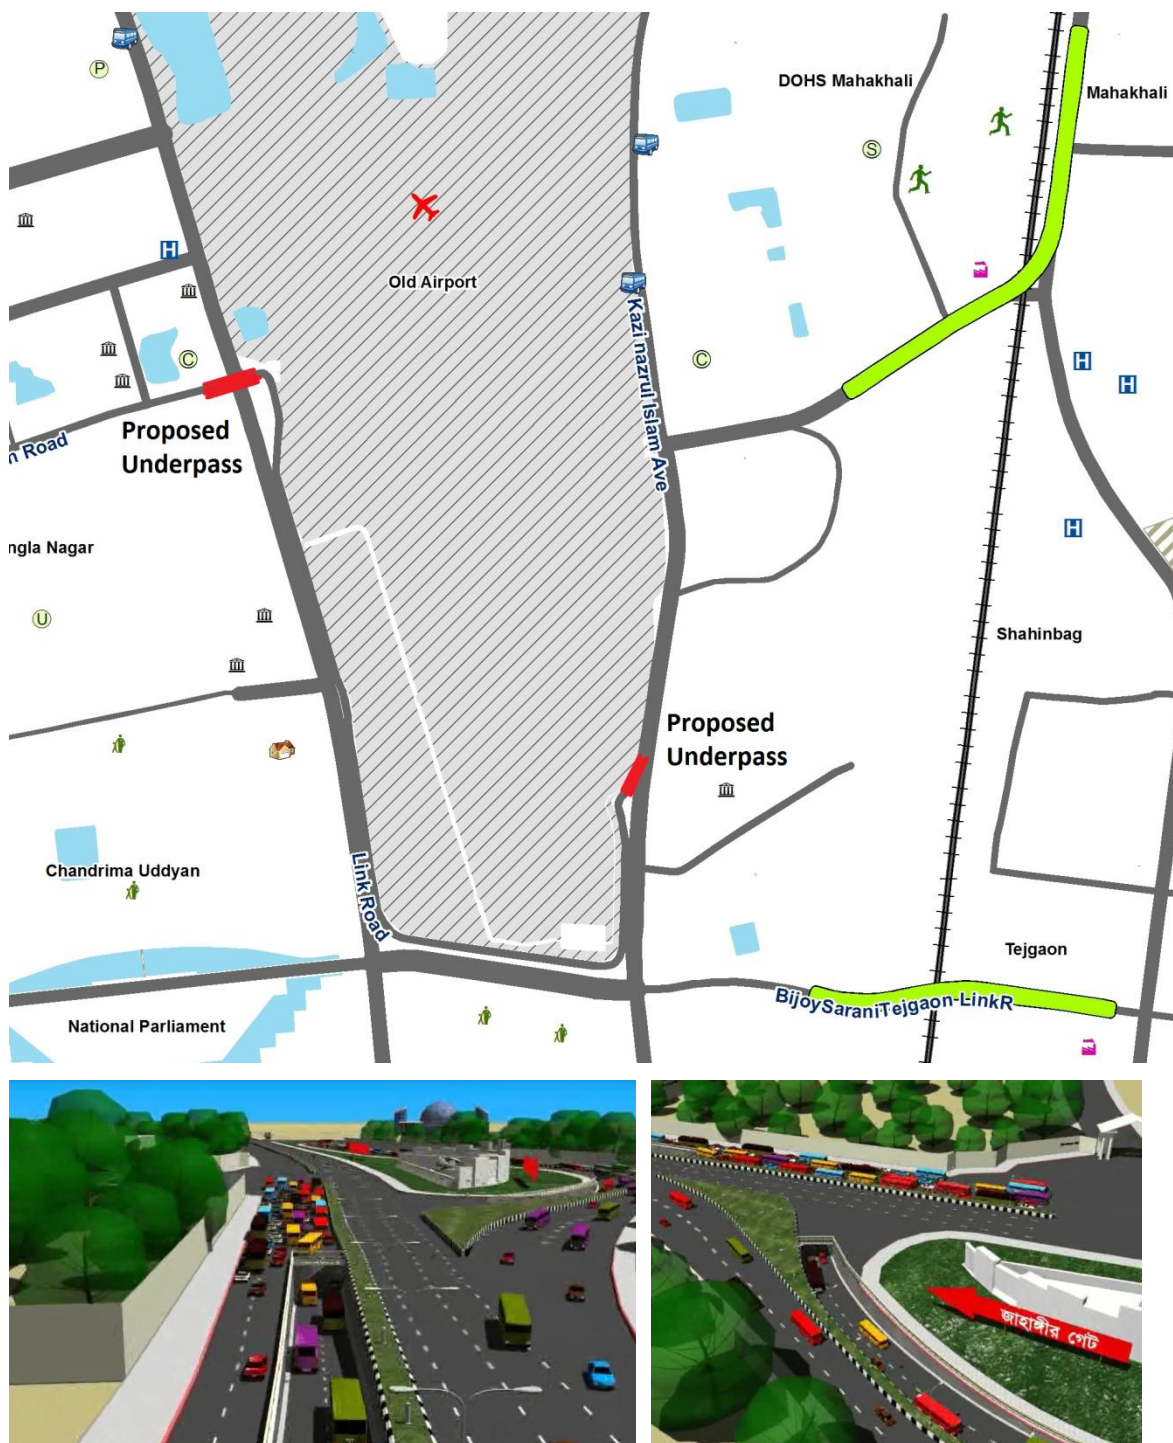 P
DOHS Mahakhali
Mahakhali
S
H
Old Airport
C
Kazi nazrul Islam Ave
C
H
H
Proposed
Underpass
n Road
H
ngla Nagar
U
Shahinbag
Proposed
Underpass
Chandrima Uddyan
Link Road
Tejgaon
BijoySaraniTejgaon LinkR
National Parliament
জাহাঙ্গীর গেট